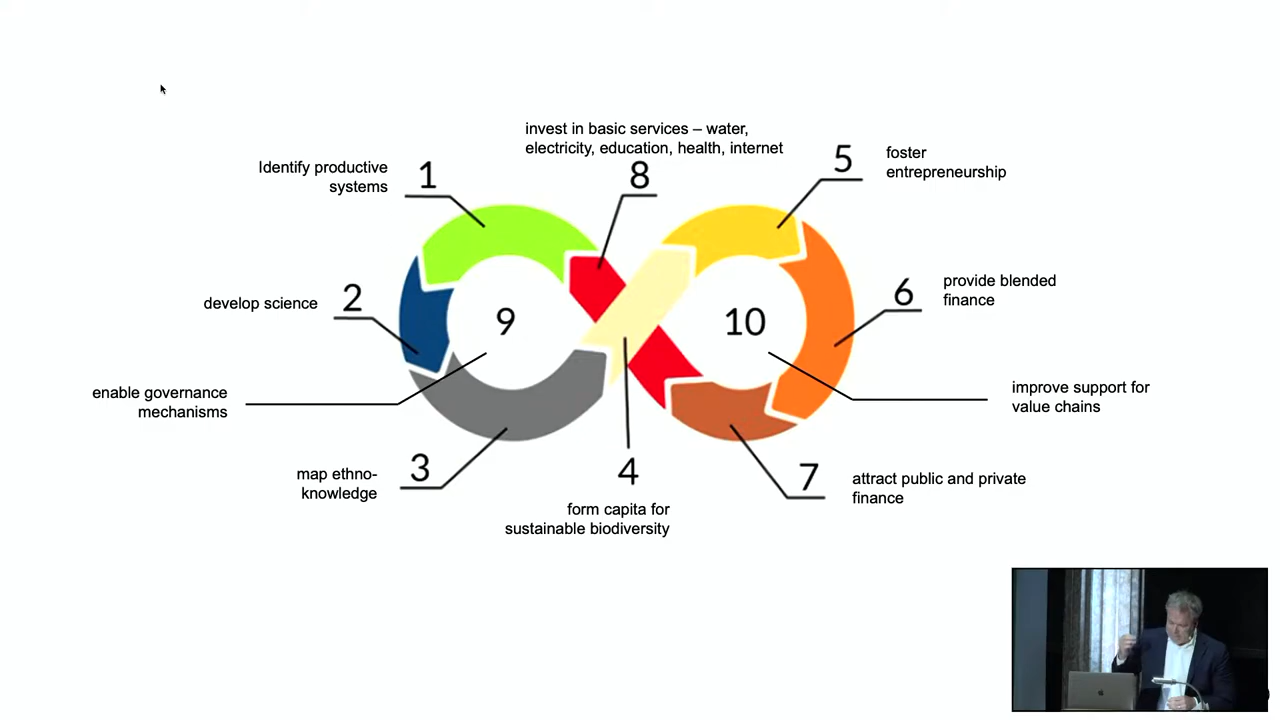 invest in basic services – water,
electricity, education, health, internet
8
Identify productive
systems
1
5
foster
entrepreneurship
develop science
2
6
provide blended
finance
9
10
enable governance
mechanisms
improve support for
value chains
map ethno-
knowledge
3
4
form capita for
sustainable biodiversity
7
attract public and private
finance